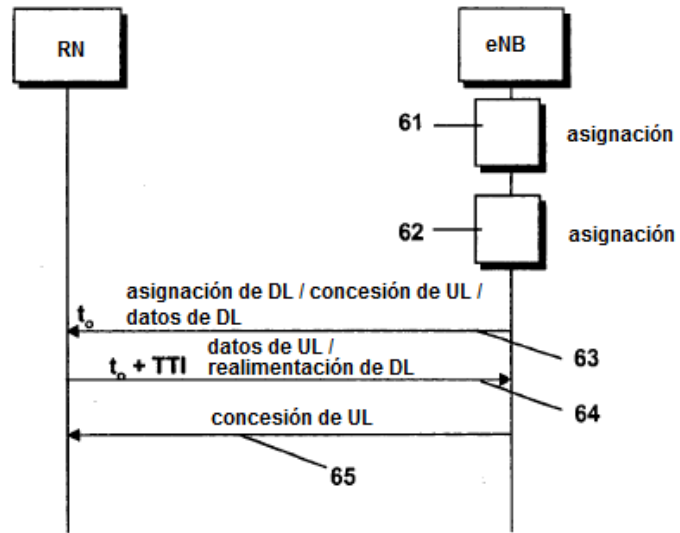 RN
eNB
61
asignación
62
asignación
asignación de DL / concesión de UL /
datos de DL
t₀
63
datos de UL /
t₀ + TTI
realimentación de DL
64
concesión de UL
65